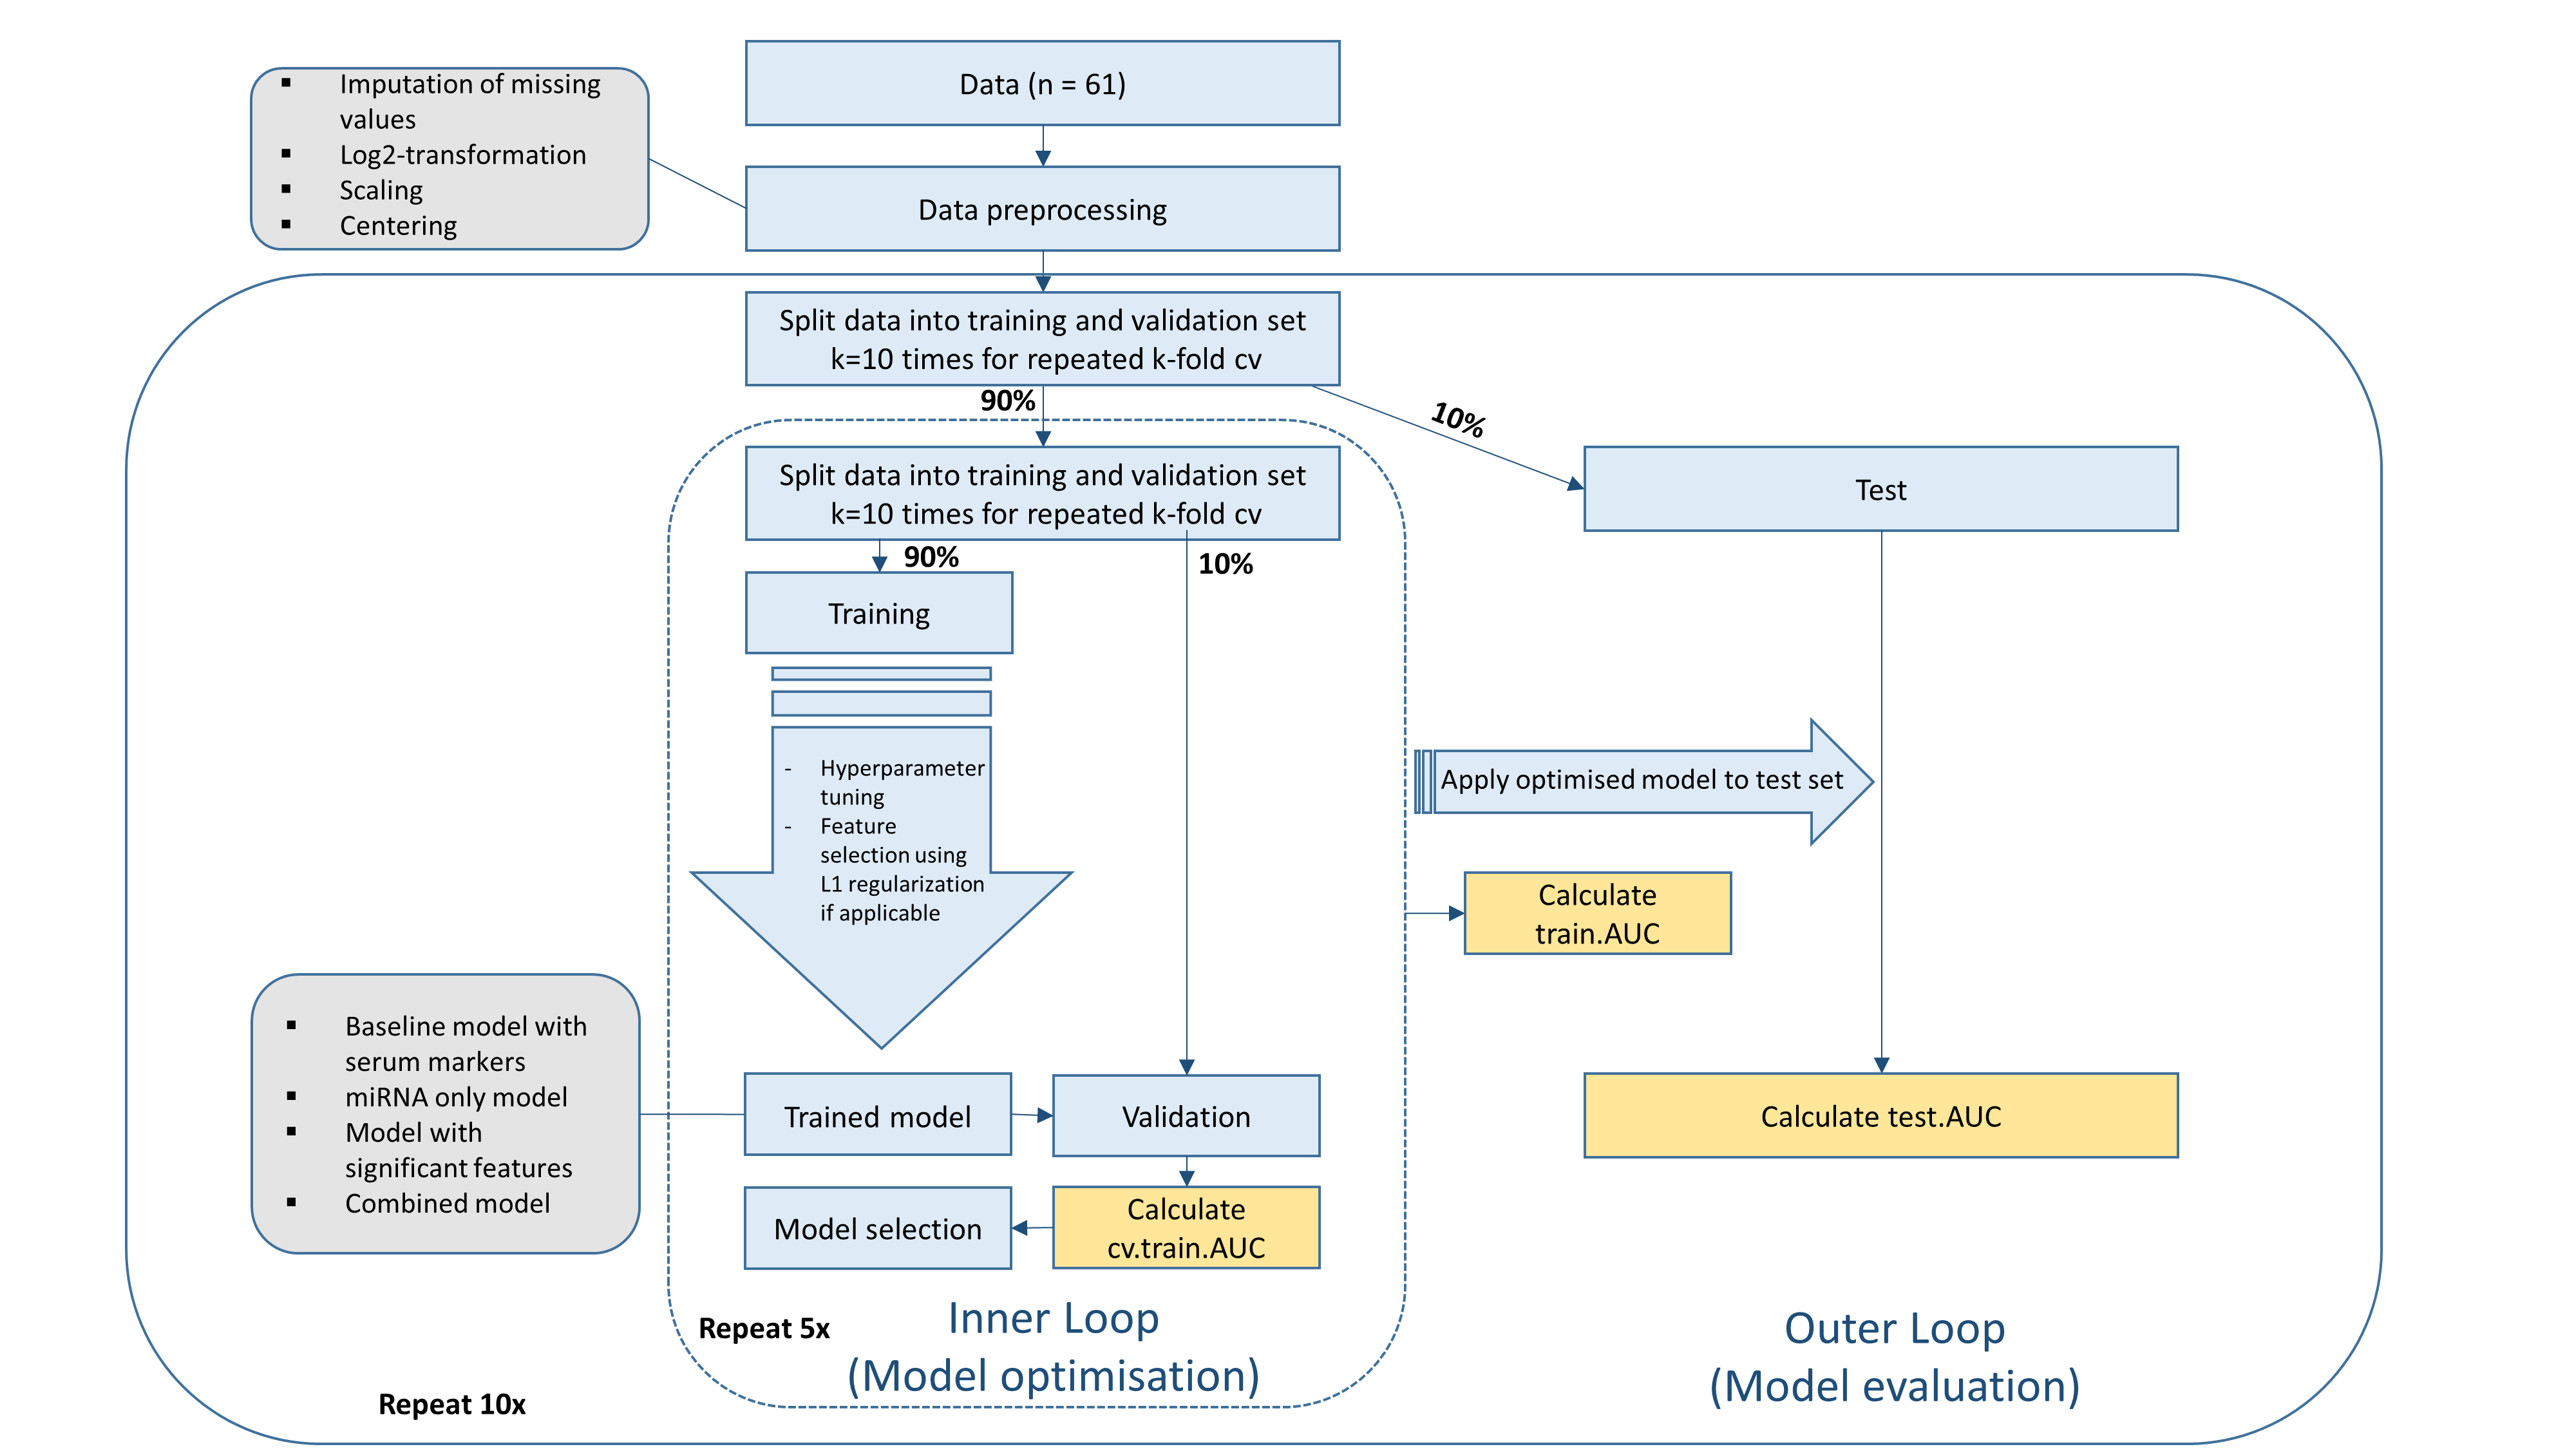 Data (n = 61)
▪ Imputation of missing
values
▪ Log2-transformation
▪ Scaling
▪ Centering
Data preprocessing
Split data into training and validation set
k=10 times for repeated k-fold cv
90%
10%
Split data into training and validation set
k=10 times for repeated k-fold cv
Test
90%
10%
Training
- Hyperparameter
tuning
- Feature
selection using
L1 regularization
if applicable
Apply optimised model to test set
Calculate
train.AUC
▪ Baseline model with
serum markers
▪ miRNA only model
▪ Model with
significant features
▪ Combined model
Trained model
Validation
Calculate test.AUC
Model selection
Calculate
cv.train.AUC
Repeat 5x
Inner Loop
(Model optimisation)
Outer Loop
(Model evaluation)
Repeat 10x